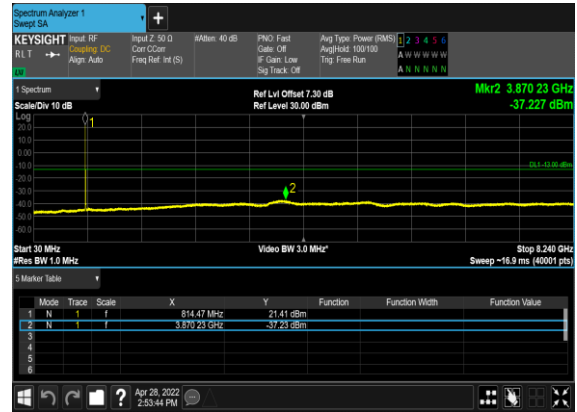 Spectrum Analyzer 1
Swept SA
+
KEYSIGHT Input: RF Input Z: 50 Ω #Atten: 40 dB PNO: Fast Avg Type: Power (RMS) 1 2 3 4 5 6
RLT Coupling: DC Corr CCorr Gate: Off Avg|Hold: 100/100 A W W W W W
Align: Auto Freq Ref: Int (S) IF Gain: Low Trig: Free Run
Sig Track: Off A N N N N N
LXI
1 Spectrum Ref Lvl Offset 7.30 dB Mkr2 3.870 23 GHz
Scale/Div 10 dB Ref Level 30.00 dBm -37.227 dBm
Log
20.0
10.0
0.00
-10.0
DL1 -13.00 dBm
-20.0
-30.0
-40.0
-50.0
-60.0
1
2
Start 30 MHz Video BW 3.0 MHz* Stop 8.240 GHz
#Res BW 1.0 MHz Sweep ~16.9 ms (40001 pts)
5 Marker Table
Mode Trace Scale X Y Function Function Width Function Value
1 N 1 f 814.47 MHz 21.41 dBm
2 N 1 f 3.870 23 GHz -37.23 dBm
3
4
5
6
? Apr 28, 2022
2:53:44 PM